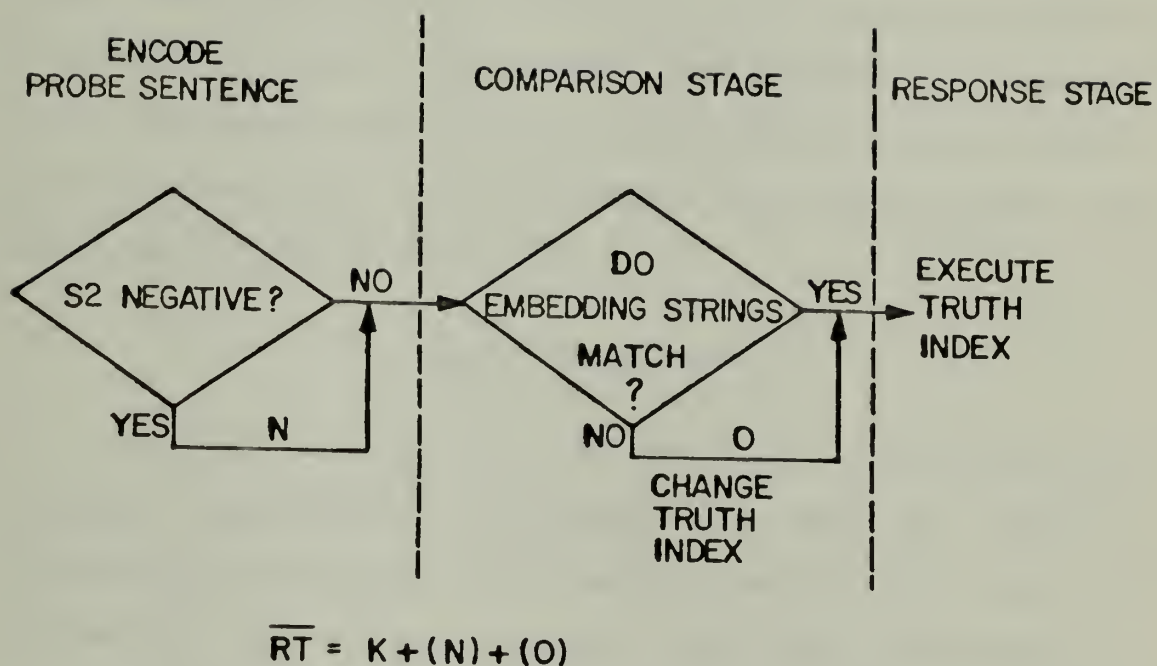 ENCODE
PROBE SENTENCE
COMPARISON STAGE
RESPONSE STAGE
S2 NEGATIVE?
NO
YES
N
DO
EMBEDDING STRINGS
MATCH
?
YES
NO
O
CHANGE
TRUTH
INDEX
EXECUTE
TRUTH
INDEX
RT = K + (N) + (O)